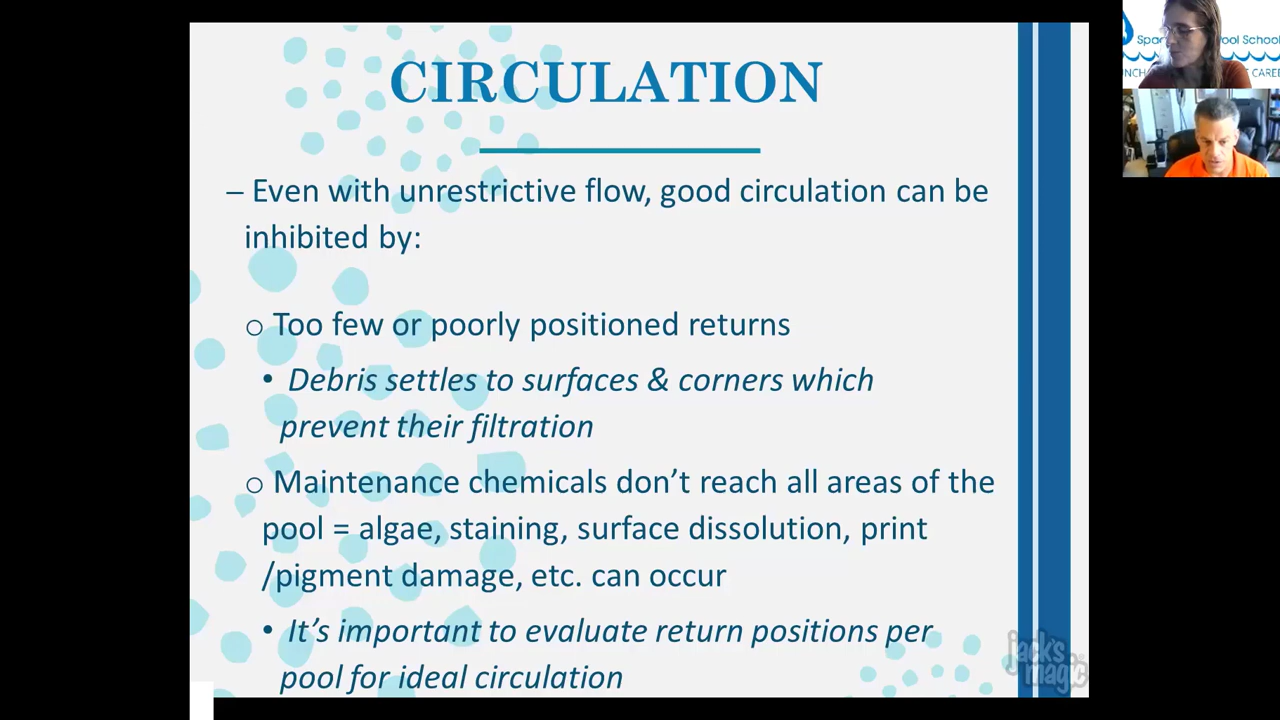 CIRCULATION
– Even with unrestrictive flow, good circulation can be
inhibited by:
o Too few or poorly positioned returns
• Debris settles to surfaces & corners which
prevent their filtration
o Maintenance chemicals don't reach all areas of the
pool = algae, staining, surface dissolution, print
/pigment damage, etc. can occur
• It's important to evaluate return positions per
pool for ideal circulation
jack's
magic
Pool School
CAREE